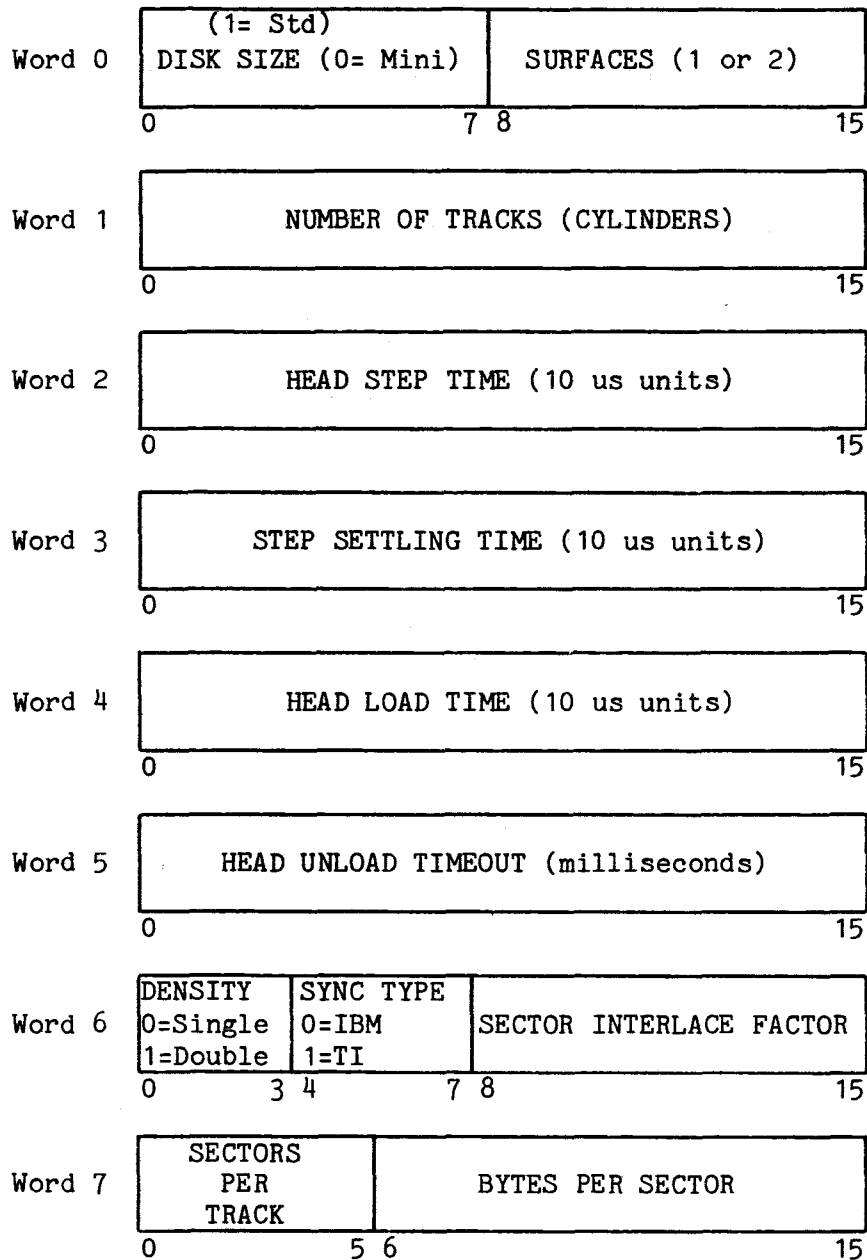 (1= Std)
Word 0 DISK SIZE (0= Mini) SURFACES (1 or 2)
0 7 8 15
Word 1 NUMBER OF TRACKS (CYLINDERS)
0 15
Word 2 HEAD STEP TIME (10 us units)
0 15
Word 3 STEP SETTLING TIME (10 us units)
0 15
Word 4 HEAD LOAD TIME (10 us units)
0 15
Word 5 HEAD UNLOAD TIMEOUT (milliseconds)
0 15
DENSITY SYNC TYPE
Word 6 0=Single 0=IBM SECTOR INTERLACE FACTOR
1=Double 1=TI
0 3 4 7 8 15
SECTORS
Word 7 PER BYTES PER SECTOR
TRACK
0 5 6 15